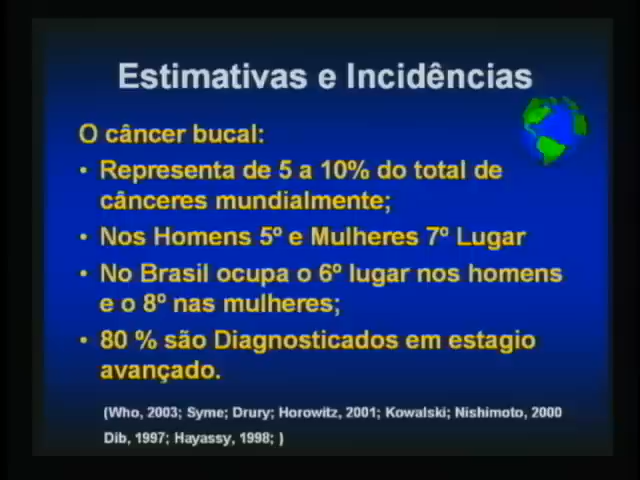 Estimativas e Incidências
O câncer bucal:
• Representa de 5 a 10% do total de
cânceres mundialmente;
• Nos Homens 5º e Mulheres 7º Lugar
• No Brasil ocupa o 6º lugar nos homens
e o 8º nas mulheres;
• 80 % são Diagnosticados em estagio
avançado.
(Who, 2003; Syme; Drury; Horowitz, 2001; Kowalski; Nishimoto, 2000
Dib, 1997; Hayassy, 1998; )